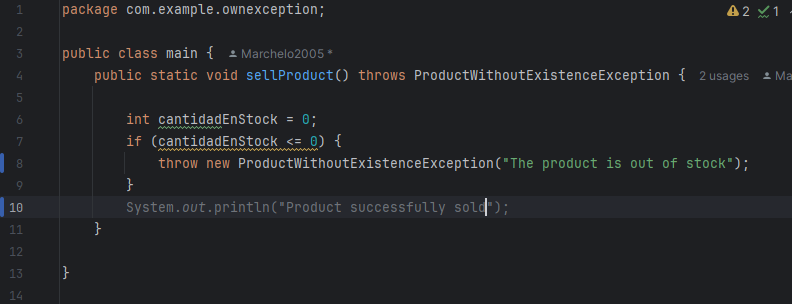 1 package com.example.ownexception; 2 1
2
3 public class main { Marchelo2005 *
4 public static void sellProduct() throws ProductWithoutExistenceException { 2 usages Ma
5
6 int cantidadEnStock = 0;
7 if (cantidadEnStock <= 0) {
8 throw new ProductWithoutExistenceException("The product is out of stock");
9 }
10 System.out.println("Product successfully sold");
11 }
12
13 }
14